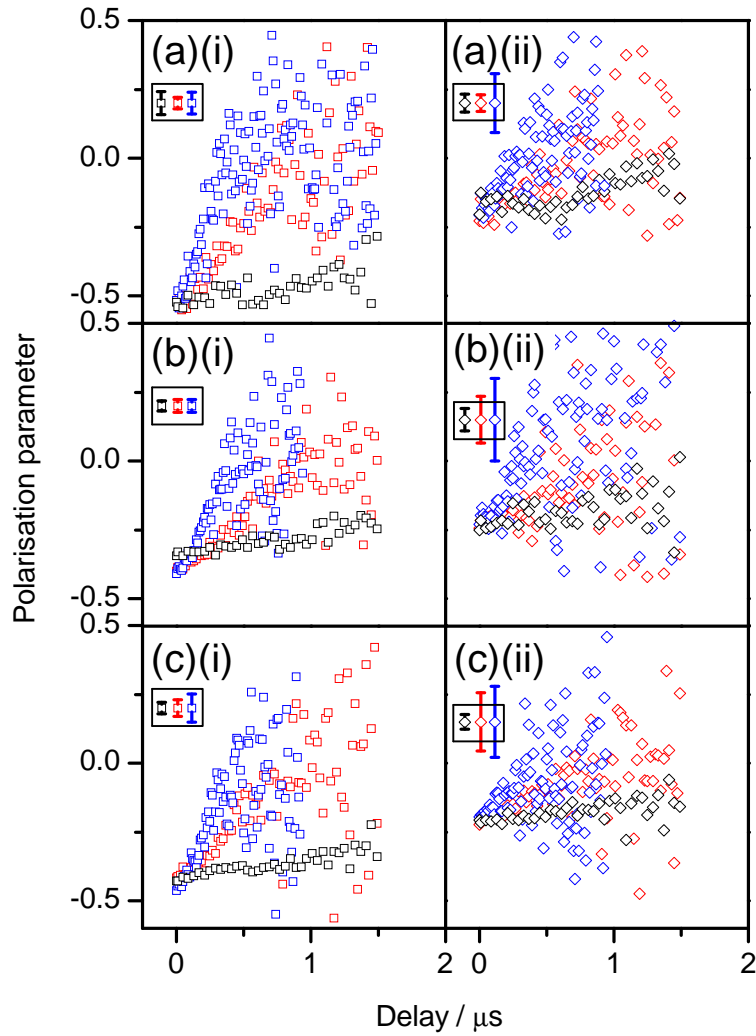 0.5
(a)(i)
(a)(ii)
0.0
-0.5
0.5
(b)(i)
(b)(ii)
0.0
-0.5
0.5
(c)(i)
(c)(ii)
0.0
-0.5
0
1
2
0
1
2
Polarisation parameter
Delay / μs